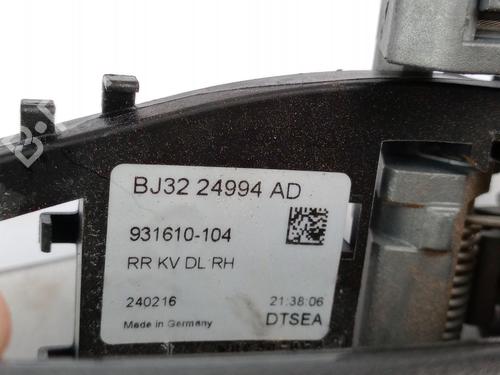 BJ32 24994 AD
931610-104
RR KV DL RH
240216 21:38:06
Made in Germany DTSEA